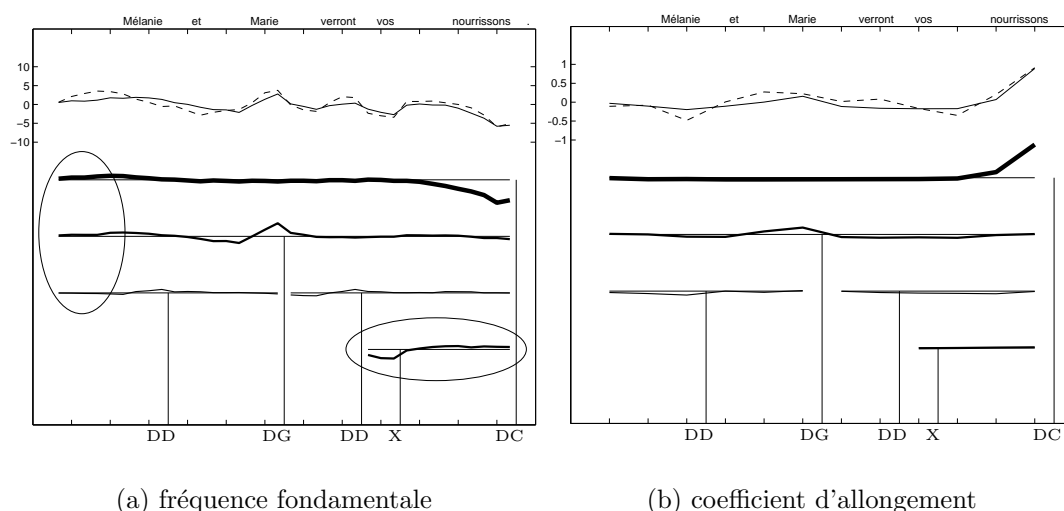 Mélanie et Marie verront vos nourrissons .
10
5
0
−5
−10
DD DG DD X DC
(a) fréquence fondamentale
Mélanie et Marie verront vos nourrissons
1
0.5
0
−0.5
−1
DD DG DD X DC
(b) coefficient d'allongement